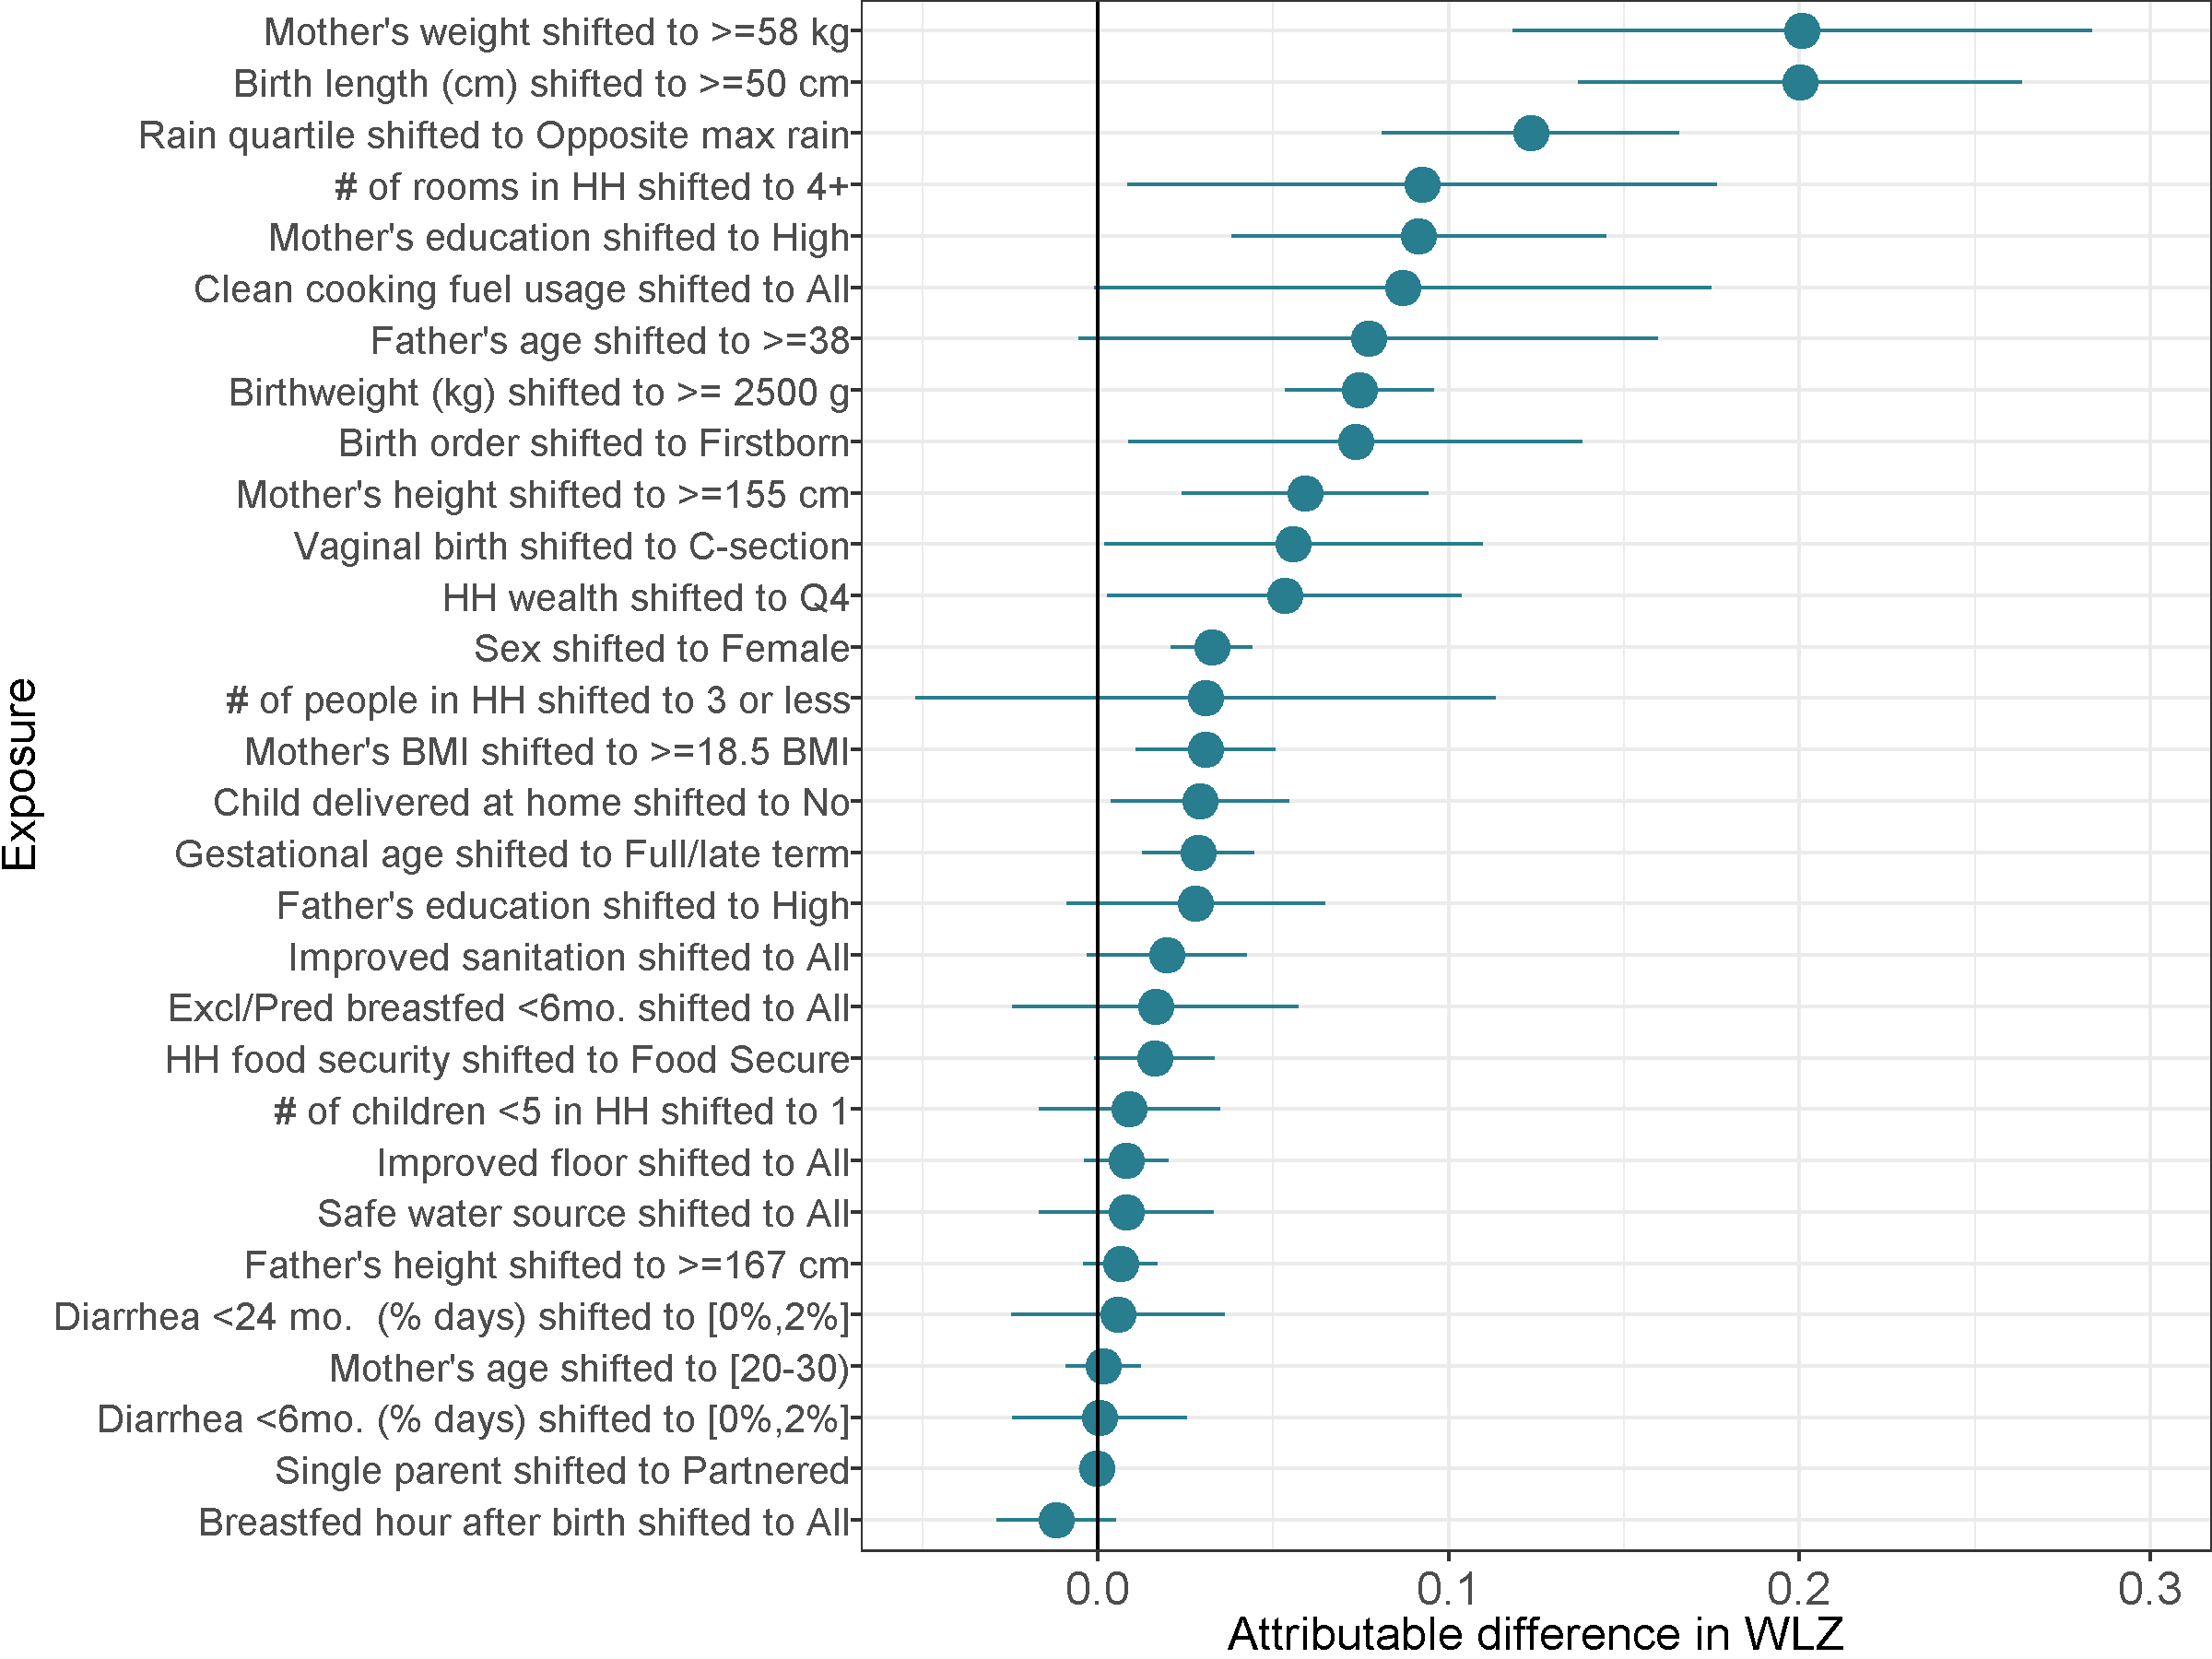 Mother's weight shifted to >=58 kg
Birth length (cm) shifted to >=50 cm
Rain quartile shifted to Opposite max rain
# of rooms in HH shifted to 4+
Mother's education shifted to High
Clean cooking fuel usage shifted to All
Father's age shifted to >=38
Birthweight (kg) shifted to >= 2500 g
Birth order shifted to Firstborn
Mother's height shifted to >=155 cm
Vaginal birth shifted to C-section
HH wealth shifted to Q4
Sex shifted to Female
# of people in HH shifted to 3 or less
Mother's BMI shifted to >=18.5 BMI
Child delivered at home shifted to No
Gestational age shifted to Full/late term
Father's education shifted to High
Improved sanitation shifted to All
Excl/Pred breastfed <6mo. shifted to All
HH food security shifted to Food Secure
# of children <5 in HH shifted to 1
Improved floor shifted to All
Safe water source shifted to All
Father's height shifted to >=167 cm
Diarrhea <24 mo.  (% days) shifted to [0%,2%]
Mother's age shifted to [20-30)
Diarrhea <6mo. (% days) shifted to [0%,2%]
Single parent shifted to Partnered
Breastfed hour after birth shifted to All
Exposure
0.0 0.1 0.2 0.3
Attributable difference in WLZ